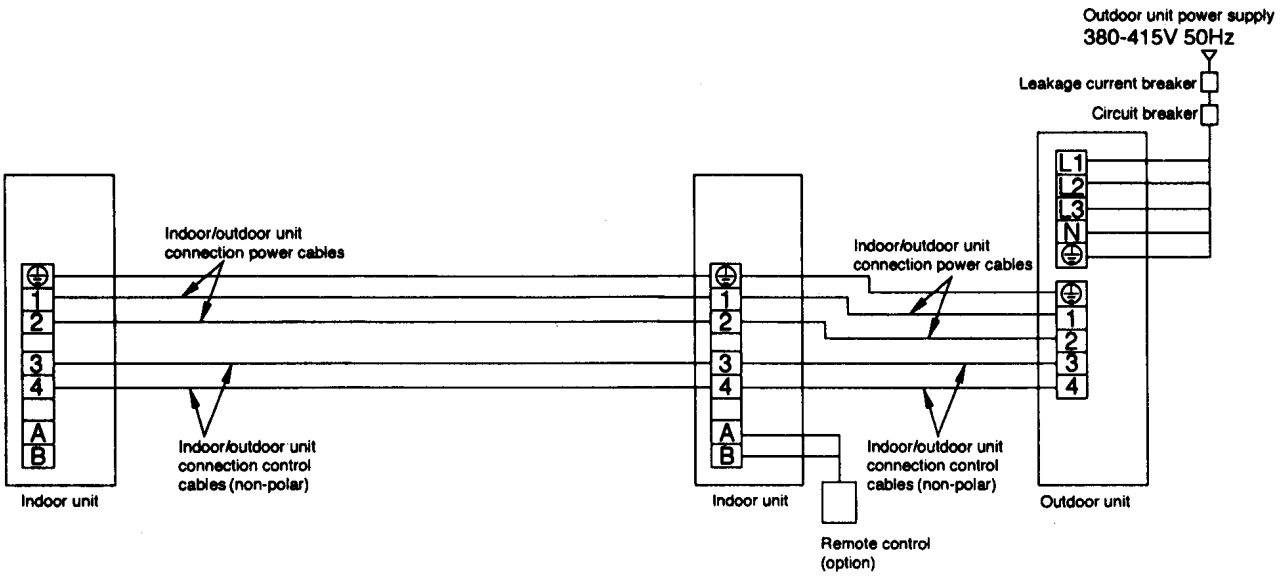 Outdoor unit power supply
380-415V 50Hz
Leakage current breaker
Circuit breaker
L1
L2
L3
N
Indoor/outdoor unit
connection power cables
Indoor/outdoor unit
connection power cables
1
2
3
4
A
B
1
2
3
4
A
B
1
2
3
4
Indoor/outdoor unit
connection control
cables (non-polar)
Indoor/outdoor unit
connection control
cables (non-polar)
Indoor unit
Indoor unit
Outdoor unit
Remote control
(option)